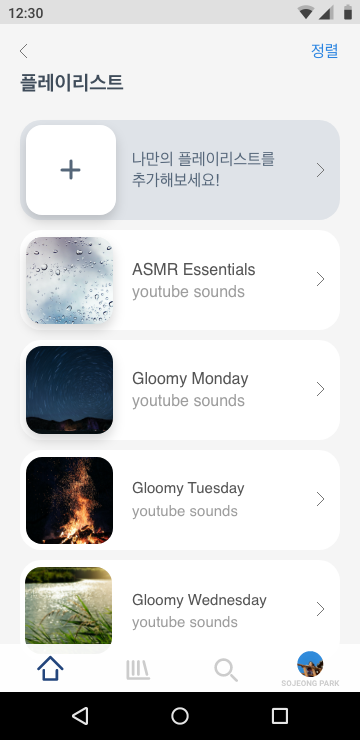 12:30
정렬
플레이리스트
나만의 플레이리스트를
추가해보세요!
ASMR Essentials
youtube sounds
Gloomy Monday
youtube sounds
Gloomy Tuesday
youtube sounds
Gloomy Wednesday
youtube sounds
SOJEONG PARK